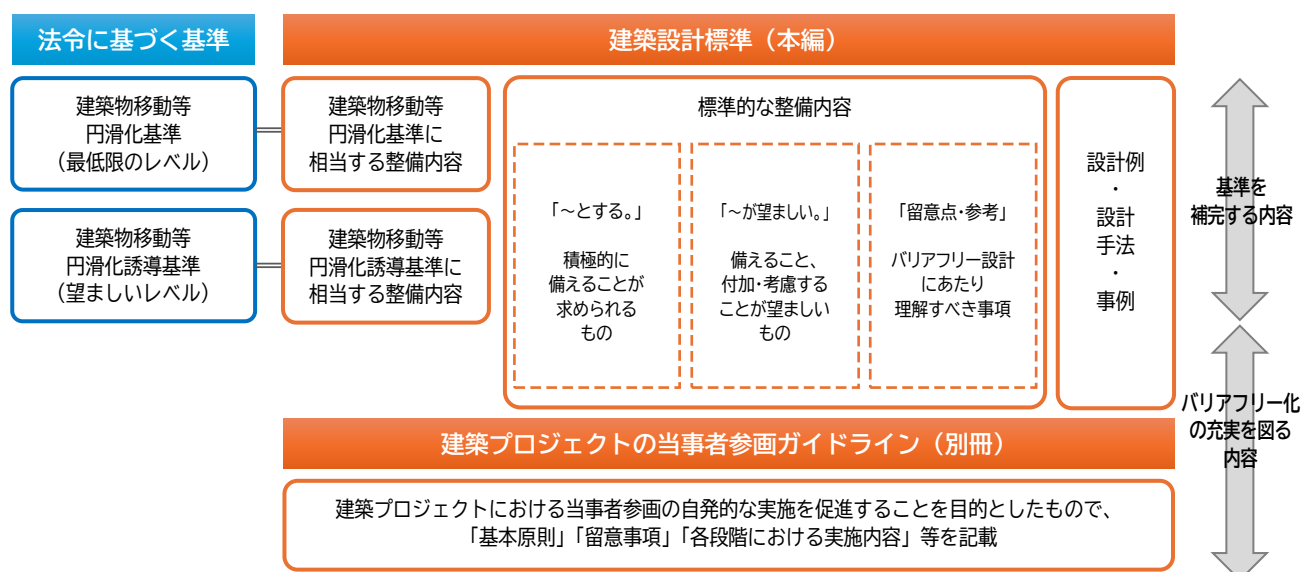 法令に基づく基準
建築設計標準（本編）
建築物移動等
円滑化基準
（最低限のレベル）
建築物移動等
円滑化基準に
相当する整備内容
建築物移動等
円滑化誘導基準
（望ましいレベル）
建築物移動等
円滑化誘導基準に
相当する整備内容
標準的な整備内容
「～とする。」
積極的に
備えることが
求められる
もの
「～が望ましい。」
備えること、
付加・考慮する
ことが望ましい
もの
「留意点・参考」
バリアフリー設計
にあたり
理解すべき事項
設計例
・
設計
手法
・
事例
基準を
補完する内容
バリアフリー化
の充実を図る
内容
建築プロジェクトの当事者参画ガイドライン（別冊）
建築プロジェクトにおける当事者参画の自発的な実施を促進することを目的としたもので、
「基本原則」「留意事項」「各段階における実施内容」等を記載